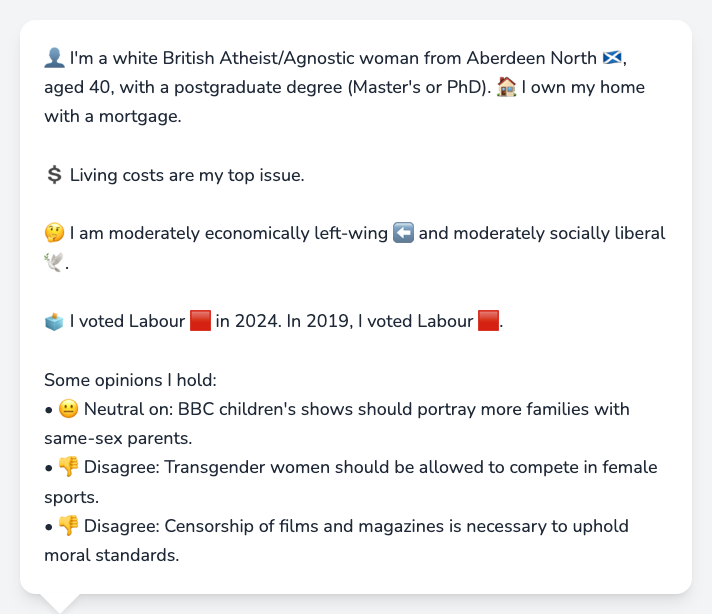 👤 I'm a white British Atheist/Agnostic woman from Aberdeen North 🏴󠁧󠁢󠁳󠁣󠁴󠁿,
aged 40, with a postgraduate degree (Master's or PhD). 🏠 I own my home
with a mortgage.
💲 Living costs are my top issue.
🤔 I am moderately economically left-wing ⬅️ and moderately socially liberal
🕊️.
🗳️ I voted Labour 🟥 in 2024. In 2019, I voted Labour 🟥.
Some opinions I hold:
• 😐 Neutral on: BBC children's shows should portray more families with
same-sex parents.
• 👎 Disagree: Transgender women should be allowed to compete in female
sports.
• 👎 Disagree: Censorship of films and magazines is necessary to uphold
moral standards.